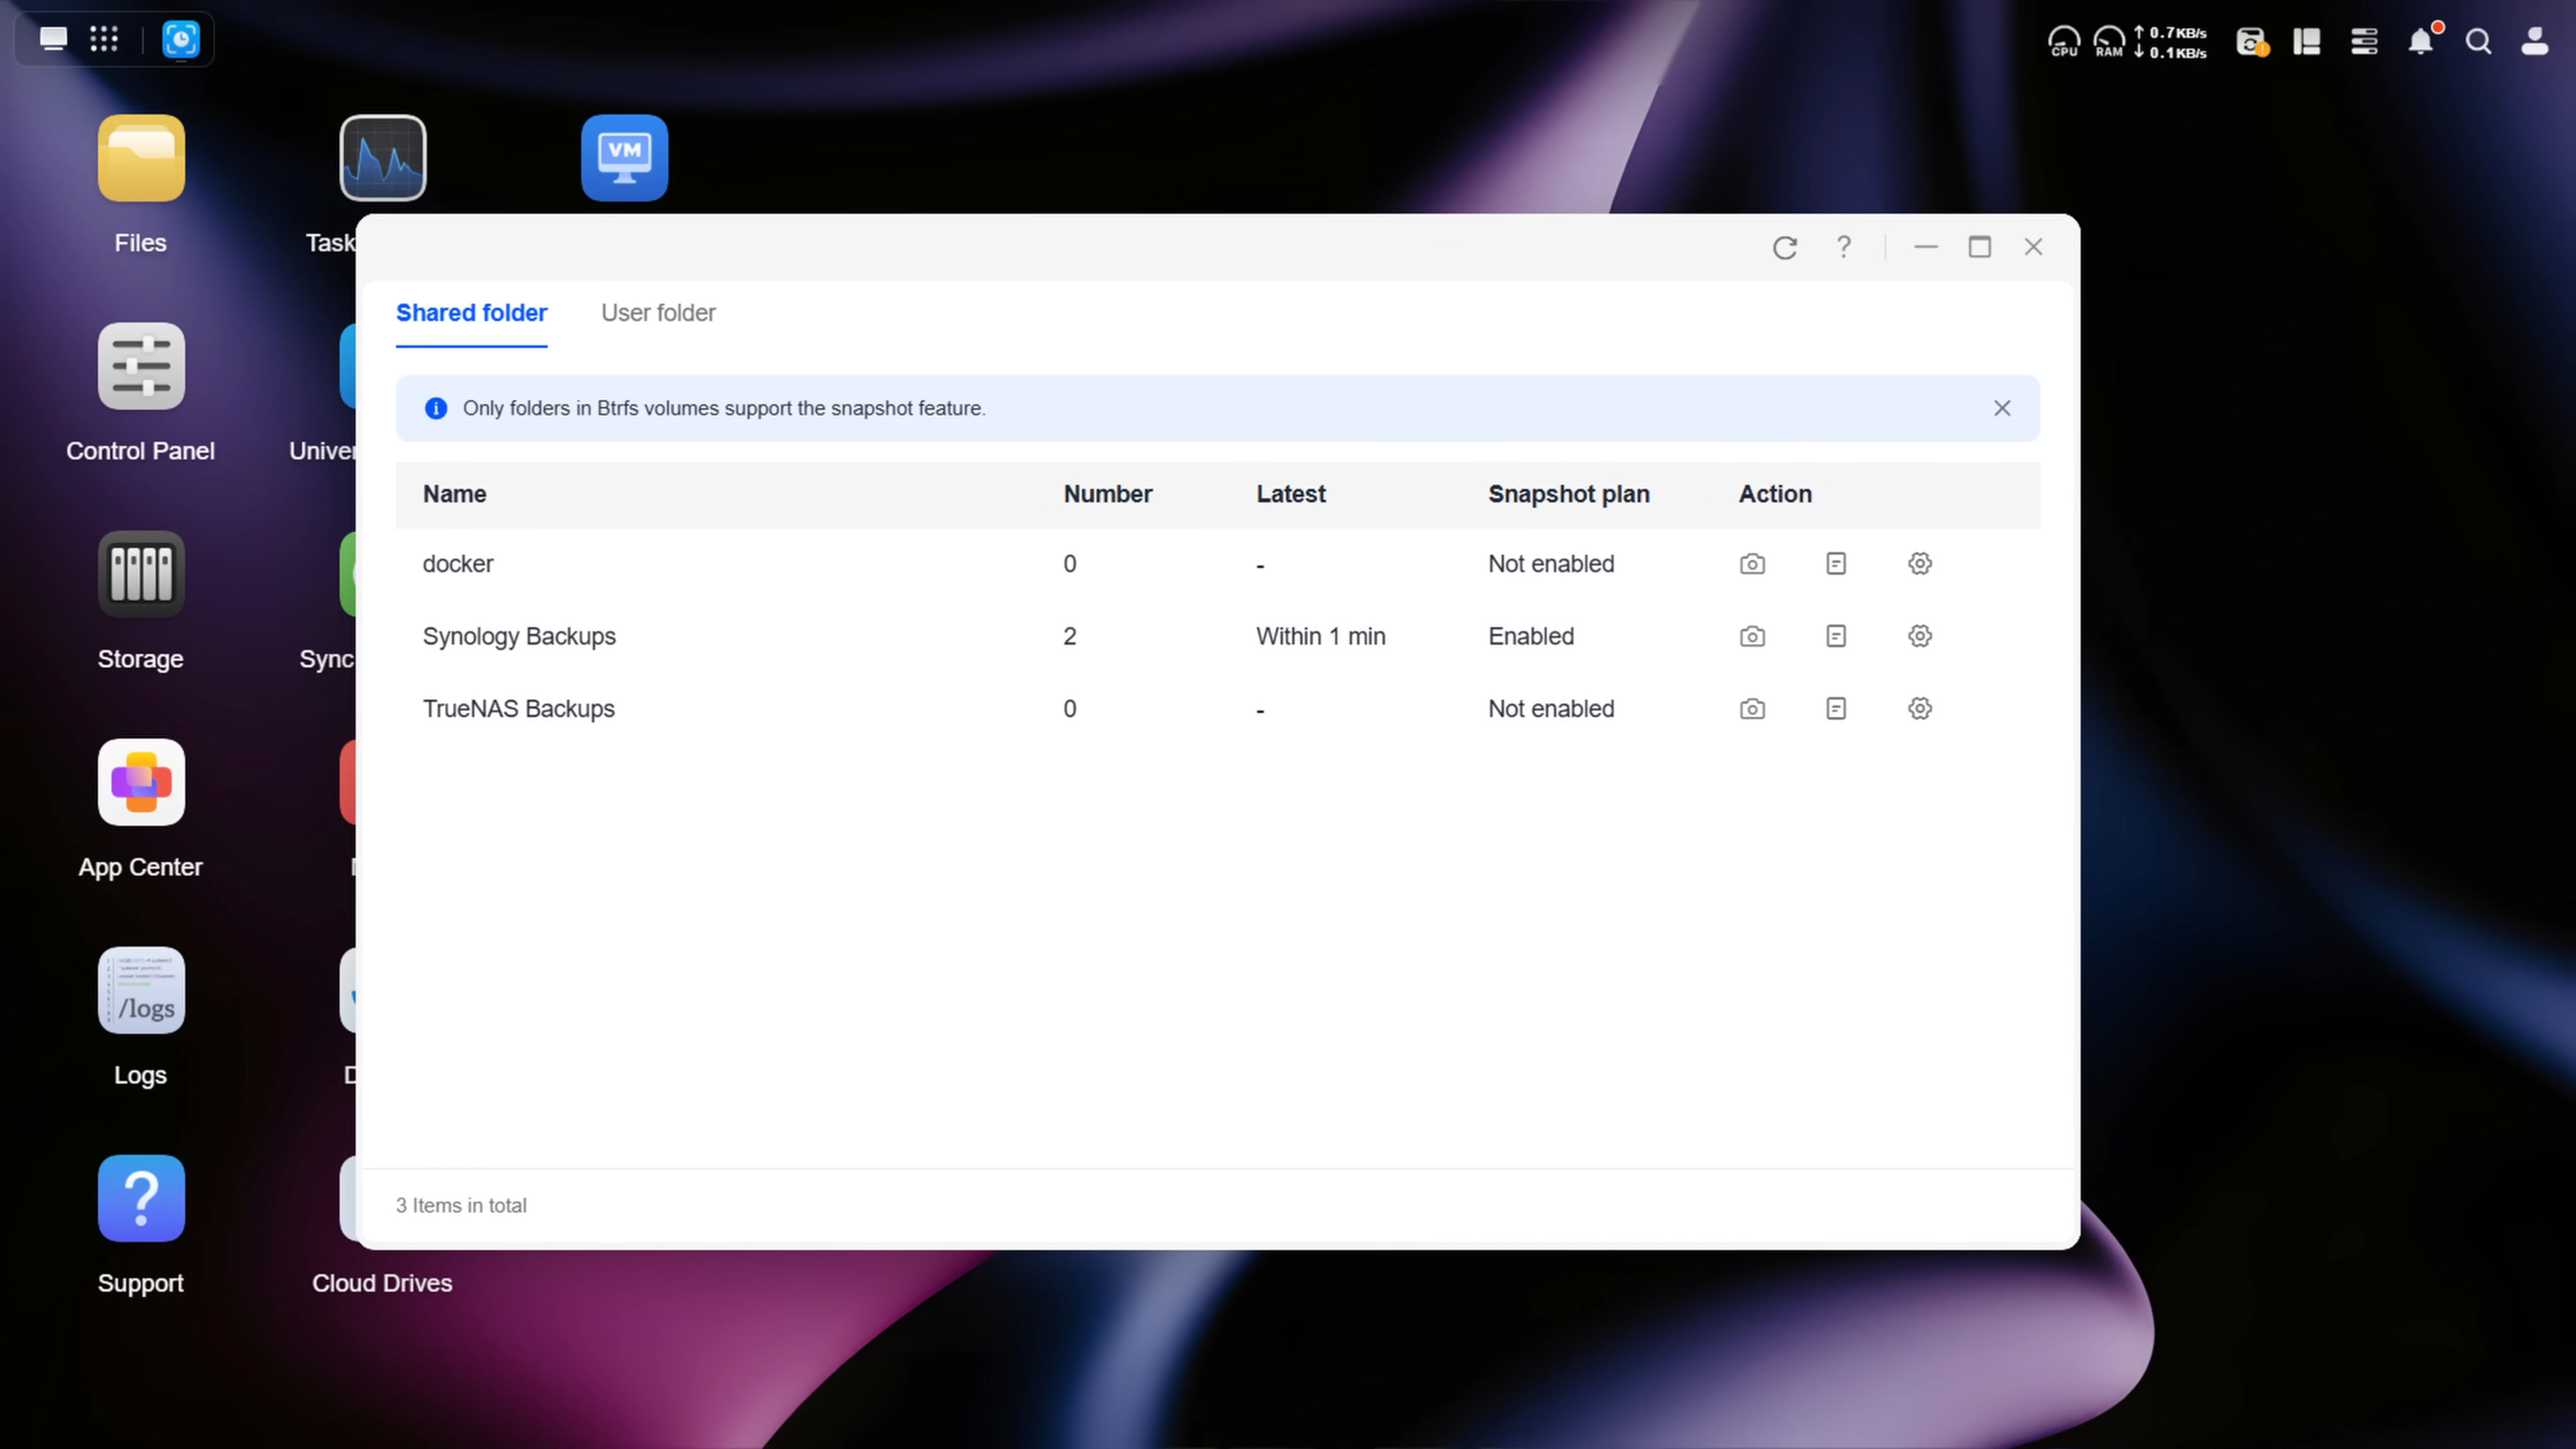 CPU
RAM
↑ 0.7KB/s
↓ 0.1KB/s
VM
Files
Task
Control Panel
Univer
Storage
Sync
App Center
/logs
Logs
D
Support
Cloud Drives
Shared folder
User folder
Only folders in Btrfs volumes support the snapshot feature.
Name Number Latest Snapshot plan Action
docker 0 - Not enabled
Synology Backups 2 Within 1 min Enabled
TrueNAS Backups 0 - Not enabled
3 Items in total